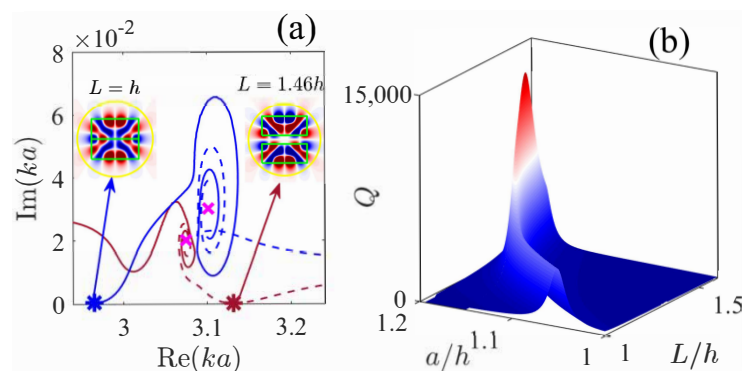 ×10⁻²
(a)
8
6
4
2
0
Im(ka)
L = h
L = 1.46h
3
3.1
3.2
Re(ka)
(b)
15,000
Q
0
1.2
a/h
1.1
1
1
L/h
1.5